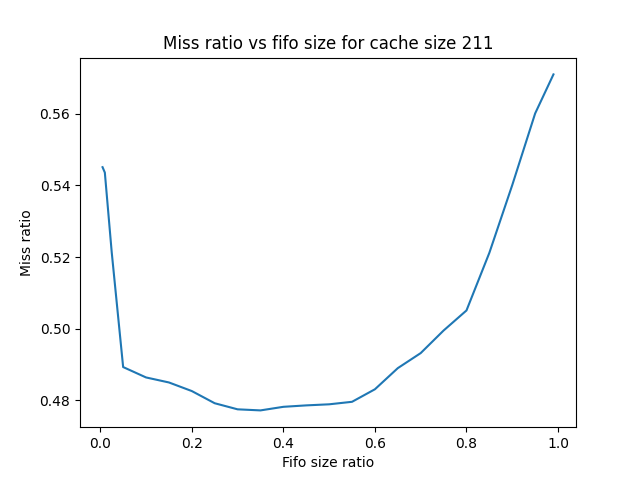 Miss ratio vs fifo size for cache size 211
0.56
0.54
0.52
0.50
0.48
Miss ratio
0.0 0.2 0.4 0.6 0.8 1.0
Fifo size ratio